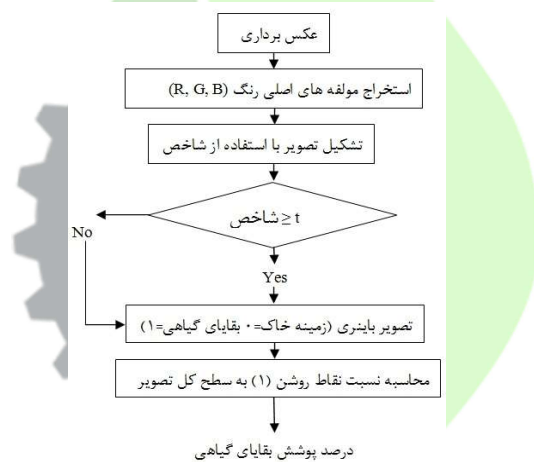 عکس برداری
استخراج مولفه های اصلی رنگ (R, G, B)
تشکیل تصویر با استفاده از شاخص
شاخص ≥ t
No
Yes
تصویر باینری (زمینه خاک=۰ بقایای گیاهی=۱)
محاسبه نسبت نقاط روشن (۱) به سطح کل تصویر
درصد پوشش بقایای گیاهی